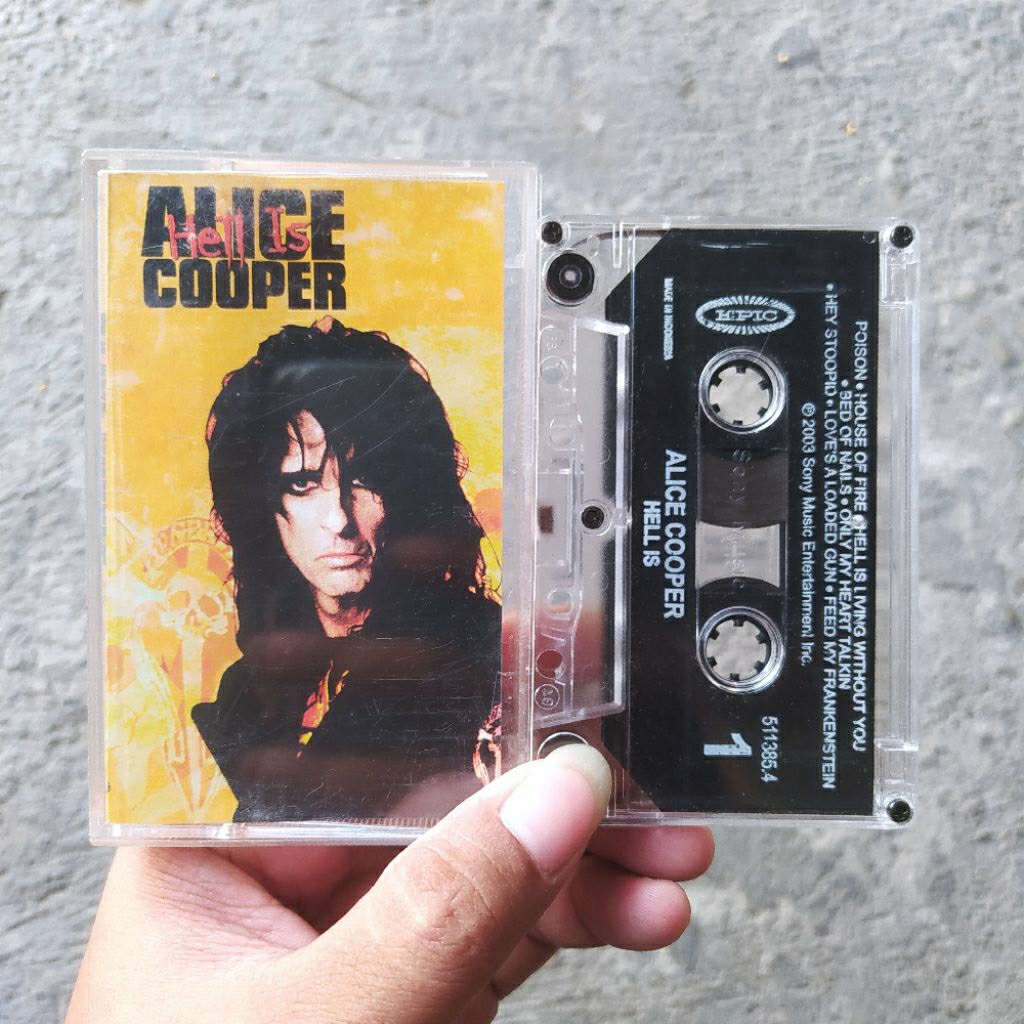 ALICE
Hell Is
COOPER
POISON • HOUSE OF FIRE • HELL IS LIVING WITHOUT YOU
• BED OF NAILS • ONLY MY HEART TALKIN
• HEY STOOPID • LOVE'S A LOADED GUN • FEED MY FRANKENSTEIN
℗ 2003 Sony Music Entertainment Inc.
EPIC
Sony Music
MADE IN INDONESIA
ALICE COOPER
HELL IS
511385.4
1